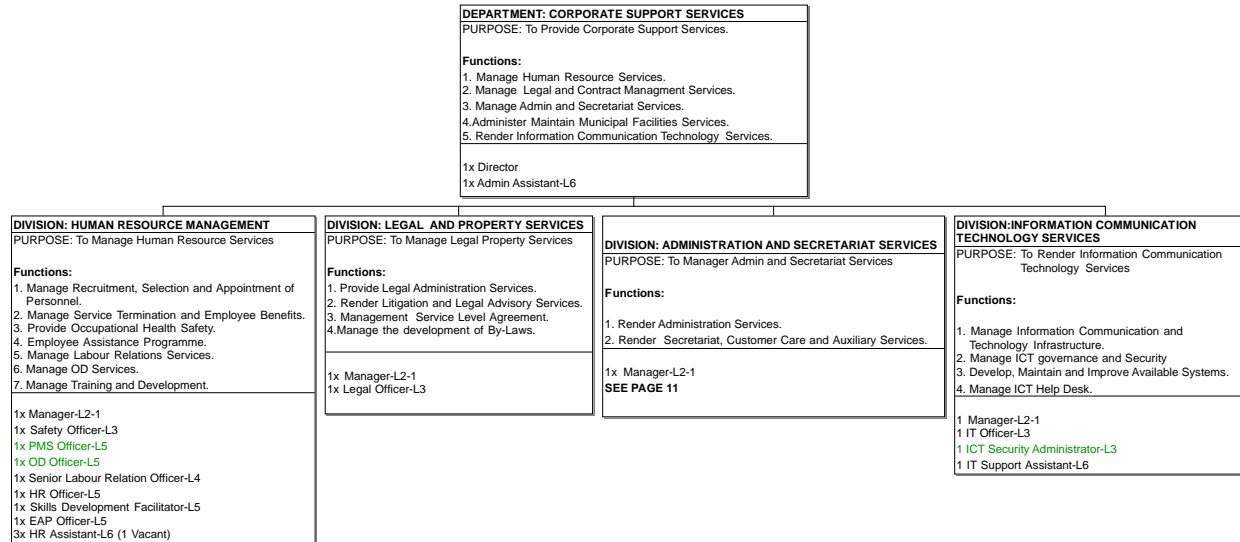 DEPARTMENT: CORPORATE SUPPORT SERVICES
PURPOSE: To Provide Corporate Support Services.
Functions:
1. Manage Human Resource Services.
2. Manage Legal and Contract Managment Services.
3. Manage Admin and Secretariat Services.
4.Administer Maintain Municipal Facilities Services.
5. Render Information Communication Technology Services.
1x Director
1x Admin Assistant-L6
DIVISION: HUMAN RESOURCE MANAGEMENT
PURPOSE: To Manage Human Resource Services
Functions:
1. Manage Recruitment, Selection and Appointment of
Personnel.
2. Manage Service Termination and Employee Benefits.
3. Provide Occupational Health Safety.
4. Employee Assistance Programme.
5. Manage Labour Relations Services.
6. Manage OD Services.
7. Manage Training and Development.
1x Manager-L2-1
1x Safety Officer-L3
1x PMS Officer-L5
1x OD Officer-L5
1x Senior Labour Relation Officer-L4
1x HR Officer-L5
1x Skills Development Facilitator-L5
1x EAP Officer-L5
3x HR Assistant-L6 (1 Vacant)
DIVISION: LEGAL AND PROPERTY SERVICES
PURPOSE: To Manage Legal Property Services
Functions:
1. Provide Legal Administration Services.
2. Render Litigation and Legal Advisory Services.
3. Management Service Level Agreement.
4.Manage the development of By-Laws.
1x Manager-L2-1
1x Legal Officer-L3
DIVISION: ADMINISTRATION AND SECRETARIAT SERVICES
PURPOSE: To Manager Admin and Secretariat Services
Functions:
1. Render Administration Services.
2. Render Secretariat, Customer Care and Auxiliary Services.
1x Manager-L2-1
SEE PAGE 11
DIVISION:INFORMATION COMMUNICATION
TECHNOLOGY SERVICES
PURPOSE: To Render Information Communication
Technology Services
Functions:
1. Manage Information Communication and
Technology Infrastructure.
2. Manage ICT governance and Security
3. Develop, Maintain and Improve Available Systems.
4. Manage ICT Help Desk.
1 Manager-L2-1
1 IT Officer-L3
1 ICT Security Administrator-L3
1 IT Support Assistant-L6